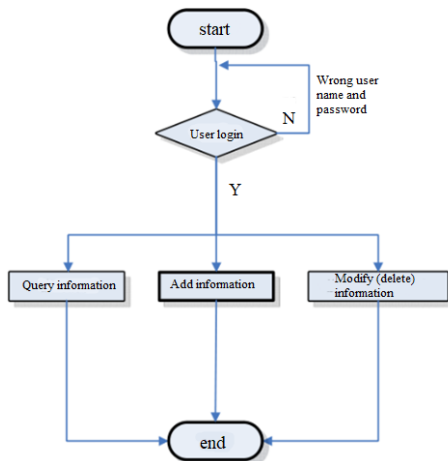 start
Wrong user
name and
password
User login
N
Y
Query information
Add information
Modify (delete)
information
end